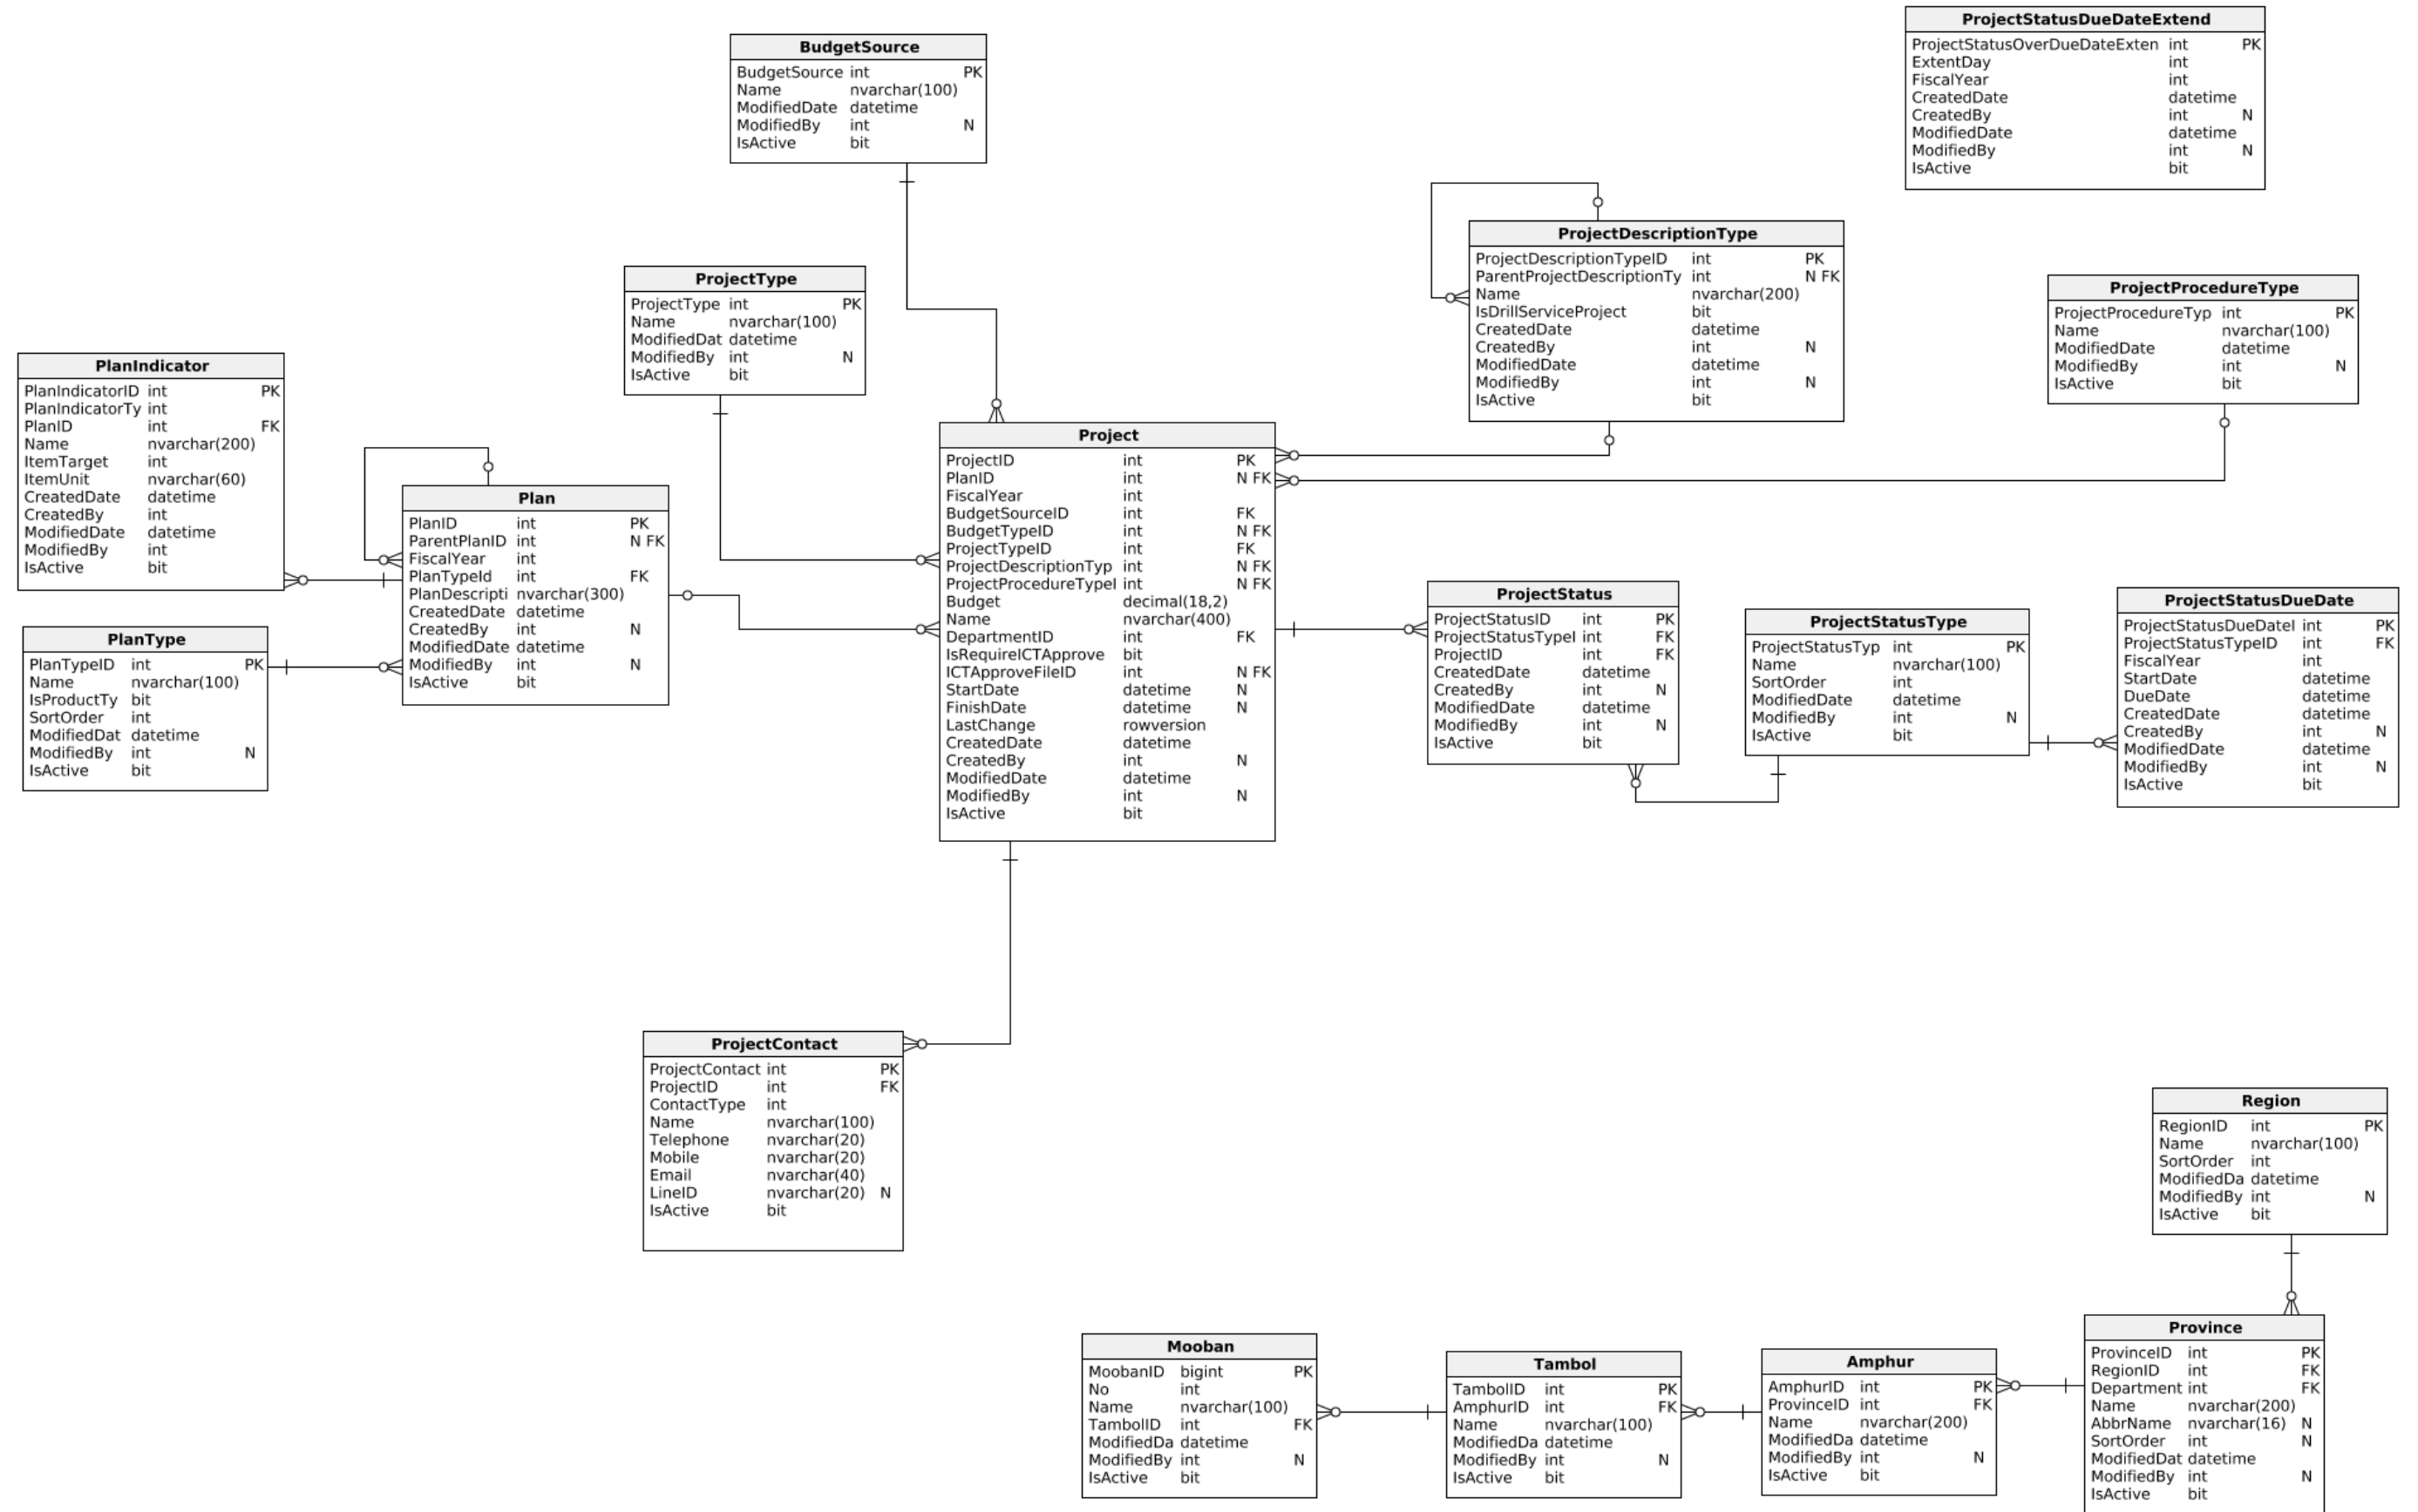 ProjectStatusDueDateExtend
ProjectStatusOverDueDateExten int PK
ExtentDay int
FiscalYear int
CreatedDate datetime
CreatedBy int N
ModifiedDate datetime
ModifiedBy int N
IsActive bit
BudgetSource
BudgetSource int PK
Name nvarchar(100)
ModifiedDate datetime
ModifiedBy int N
IsActive bit
ProjectDescriptionType
ProjectDescriptionTypeID int PK
ParentProjectDescriptionTy int N FK
Name nvarchar(200)
IsDrillServiceProject bit
CreatedDate datetime
CreatedBy int N
ModifiedDate datetime
ModifiedBy int N
IsActive bit
ProjectType
ProjectType int PK
Name nvarchar(100)
ModifiedDat datetime
ModifiedBy int N
IsActive bit
ProjectProcedureType
ProjectProcedureTyp int PK
Name nvarchar(100)
ModifiedDate datetime
ModifiedBy int N
IsActive bit
PlanIndicator
PlanIndicatorID int PK
PlanIndicatorTy int
PlanID int FK
Name nvarchar(200)
ItemTarget int
ItemUnit nvarchar(60)
CreatedDate datetime
CreatedBy int
ModifiedDate datetime
ModifiedBy int
IsActive bit
Plan
PlanID int PK
ParentPlanID int N FK
FiscalYear int
PlanTypeId int FK
PlanDescripti nvarchar(300)
CreatedDate datetime
CreatedBy int N
ModifiedDate datetime
ModifiedBy int N
IsActive bit
PlanType
PlanTypeID int PK
Name nvarchar(100)
IsProductTy bit
SortOrder int
ModifiedDat datetime
ModifiedBy int N
IsActive bit
Project
ProjectID int PK
PlanID int N FK
FiscalYear int
BudgetSourceID int FK
BudgetTypeID int N FK
ProjectTypeID int FK
ProjectDescriptionTyp int N FK
ProjectProcedureTypeI int N FK
Budget decimal(18,2)
Name nvarchar(400)
DepartmentID int FK
IsRequireICTApprove bit
ICTApproveFileID int N FK
StartDate datetime N
FinishDate datetime N
LastChange rowversion
CreatedDate datetime
CreatedBy int N
ModifiedDate datetime
ModifiedBy int N
IsActive bit
ProjectStatus
ProjectStatusID int PK
ProjectStatusTypeI int FK
ProjectID int FK
CreatedDate datetime
CreatedBy int N
ModifiedDate datetime
ModifiedBy int N
IsActive bit
ProjectStatusType
ProjectStatusTyp int PK
Name nvarchar(100)
SortOrder int
ModifiedDate datetime
ModifiedBy int N
IsActive bit
ProjectStatusDueDate
ProjectStatusDueDateI int PK
ProjectStatusTypeID int FK
FiscalYear int
StartDate datetime
DueDate datetime
CreatedDate datetime
CreatedBy int N
ModifiedDate datetime
ModifiedBy int N
IsActive bit
ProjectContact
ProjectContact int PK
ProjectID int FK
ContactType int
Name nvarchar(100)
Telephone nvarchar(20)
Mobile nvarchar(20)
Email nvarchar(40)
LineID nvarchar(20) N
IsActive bit
Region
RegionID int PK
Name nvarchar(100)
SortOrder int
ModifiedDa datetime
ModifiedBy int N
IsActive bit
Mooban
MoobanID bigint PK
No int
Name nvarchar(100)
TambolID int FK
ModifiedDa datetime
ModifiedBy int N
IsActive bit
Tambol
TambolID int PK
AmphurID int FK
Name nvarchar(100)
ModifiedDa datetime
ModifiedBy int N
IsActive bit
Amphur
AmphurID int PK
ProvinceID int FK
Name nvarchar(200)
ModifiedDa datetime
ModifiedBy int N
IsActive bit
Province
ProvinceID int PK
RegionID int FK
Department int FK
Name nvarchar(200)
AbbrName nvarchar(16) N
SortOrder int N
ModifiedDat datetime
ModifiedBy int N
IsActive bit